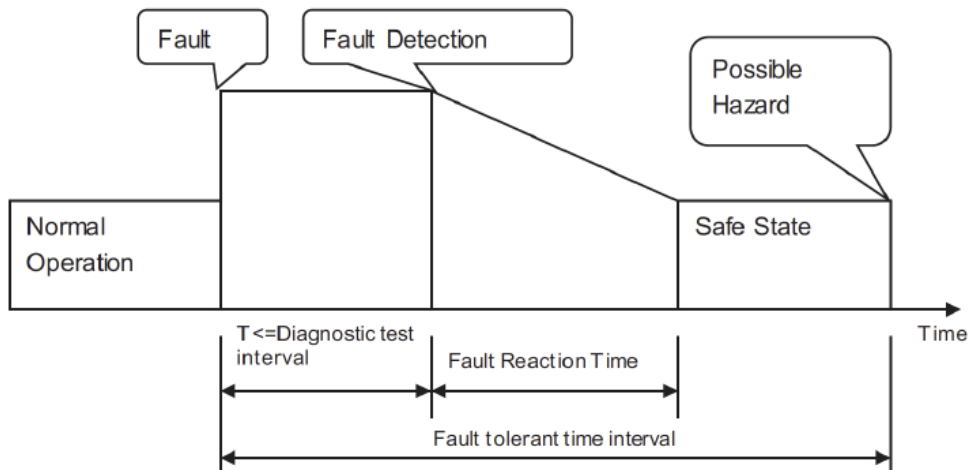 Fault
Fault Detection
Possible
Hazard
Normal
Operation
Safe State
T<=Diagnostic test
interval
Time
Fault Reaction Time
Fault tolerant time interval